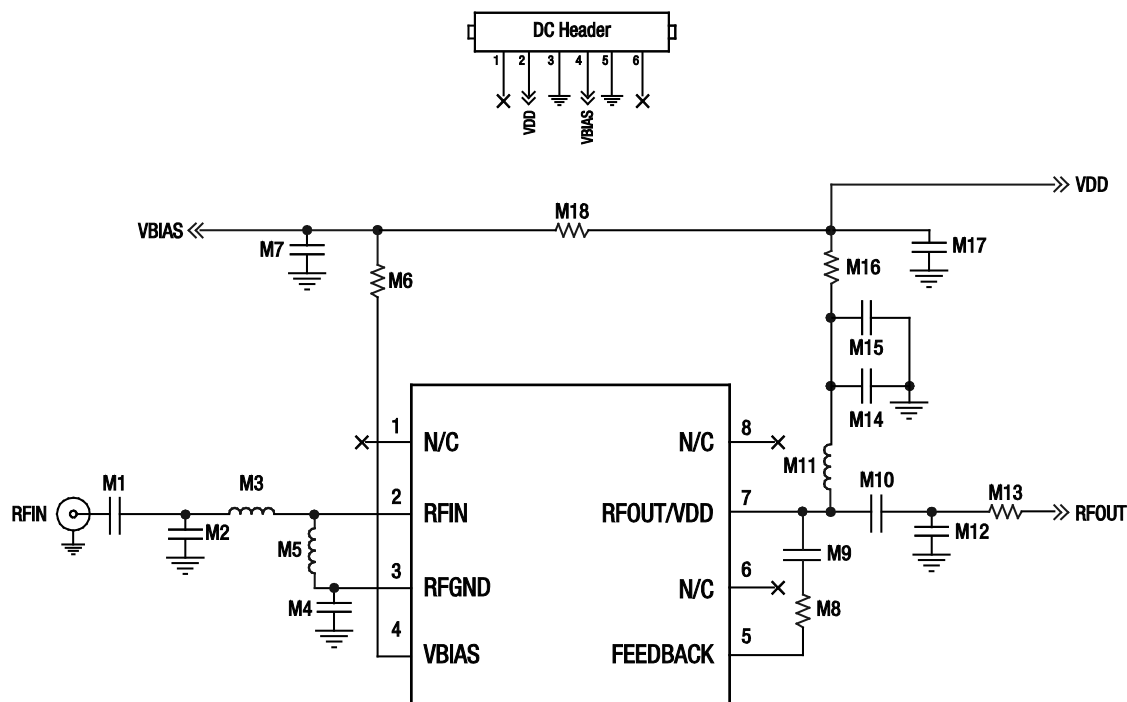 DC Header
1 2 3 4 5 6
VDD
VBIAS
VDD
VBIAS
M18
M7
M6
M16
M17
M15
M14
1
N/C
8
N/C
M11
M10
M13
RFIN
M1
M3
2
RFIN
7
RFOUT/VDD
RFOUT
M2
M5
M12
M9
3
RFGND
6
N/C
M4
M8
4
VBIAS
5
FEEDBACK